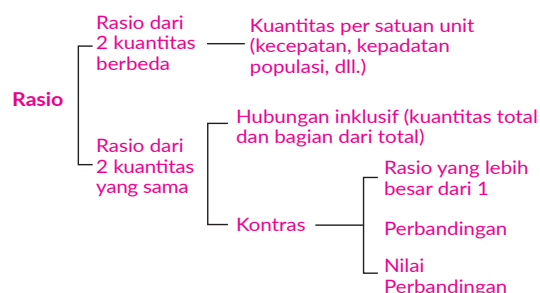 Rasio
Rasio dari
2 kuantitas
berbeda
Kuantitas per satuan unit
(kecepatan, kepadatan
populasi, dll.)
Rasio dari
2 kuantitas
yang sama
Hubungan inklusif (kuantitas total
dan bagian dari total)
Kontras
Rasio yang lebih
besar dari 1
Perbandingan
Nilai
Perbandingan